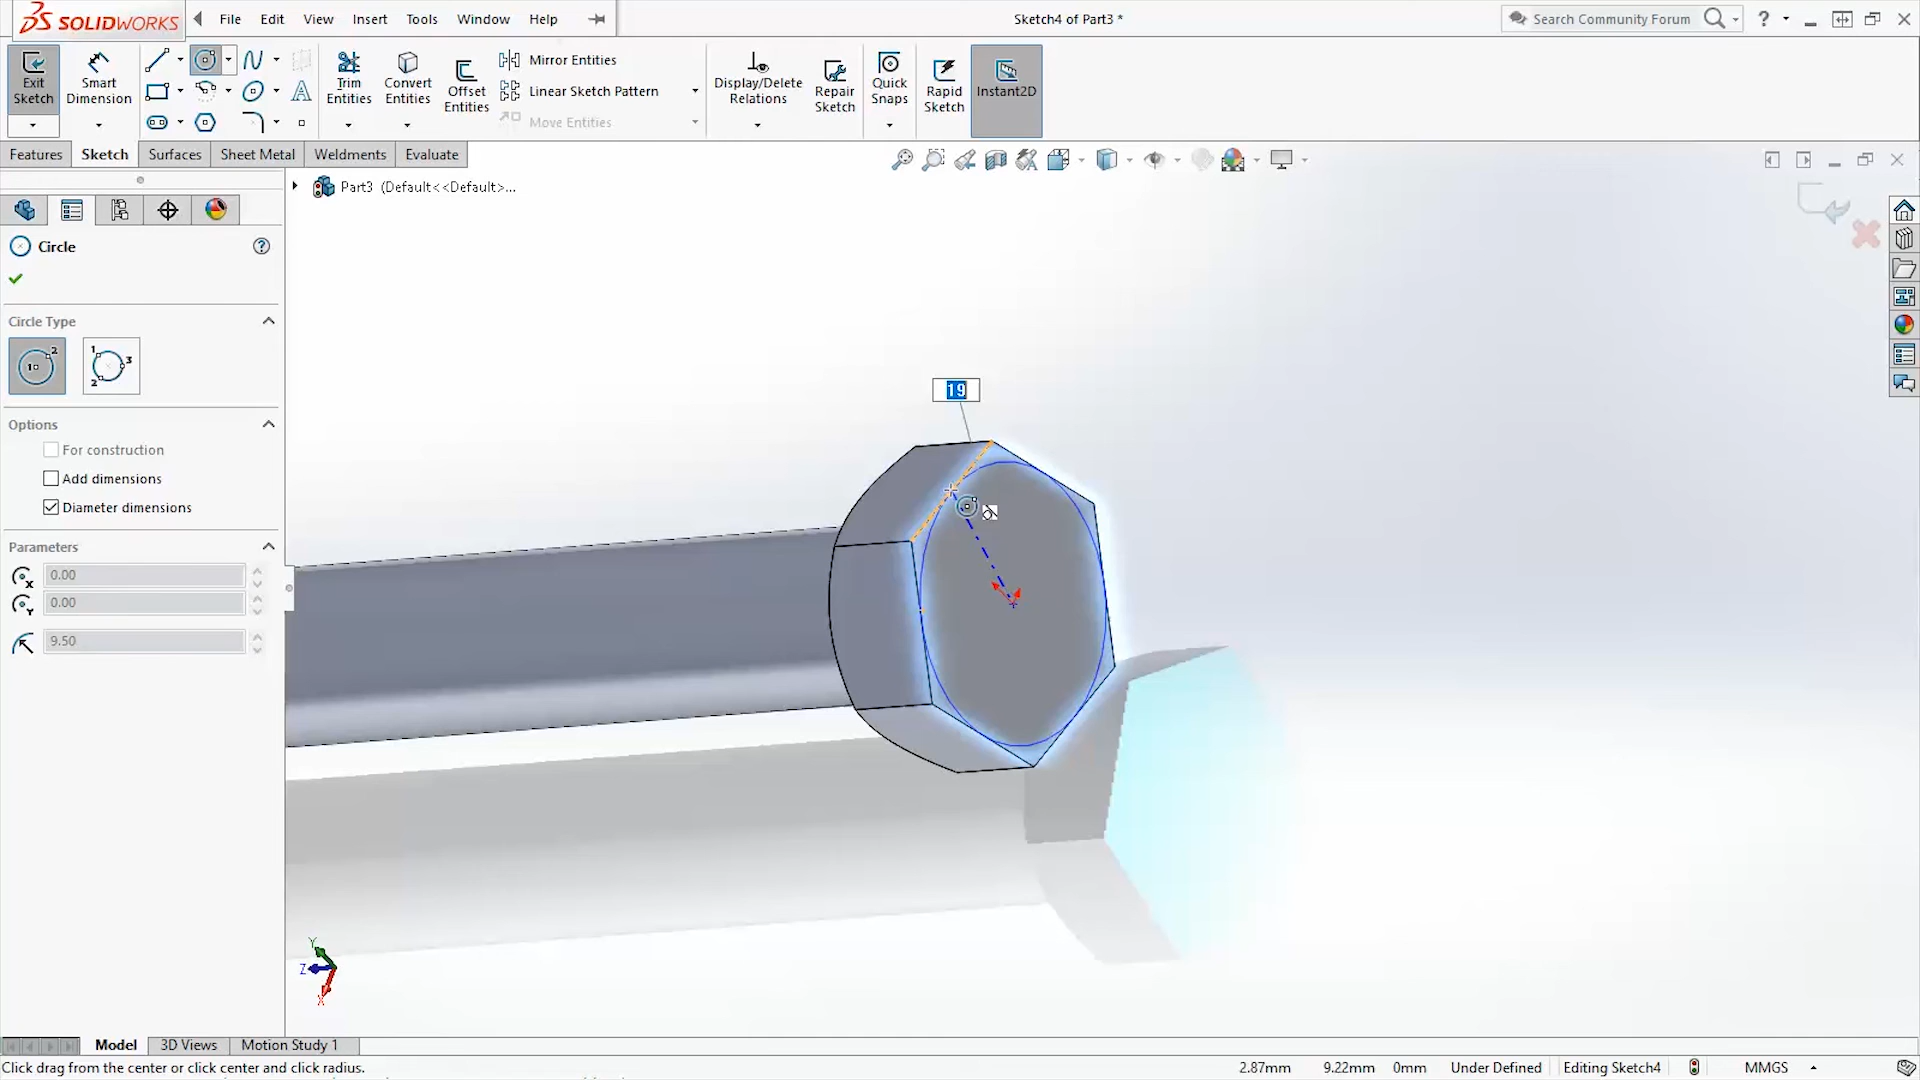 SOLIDWORKS
File Edit View Insert Tools Window Help
Sketch4 of Part3 *
Search Community Forum
?
Exit Sketch
Smart Dimension
Trim Entities
Convert Entities
Offset Entities
Mirror Entities
Linear Sketch Pattern
Move Entities
Display/Delete Relations
Repair Sketch
Quick Snaps
Rapid Sketch
Instant2D
Features Sketch Surfaces Sheet Metal Weldments Evaluate
Part3 (Default<<Default>...
Circle
Circle Type
Options
For construction
Add dimensions
Diameter dimensions
Parameters
0.00
0.00
9.50
19
Y
Z
X
Model 3D Views Motion Study 1
Click drag from the center or click center and click radius.
2.87mm 9.22mm 0mm Under Defined Editing Sketch4 MMGS